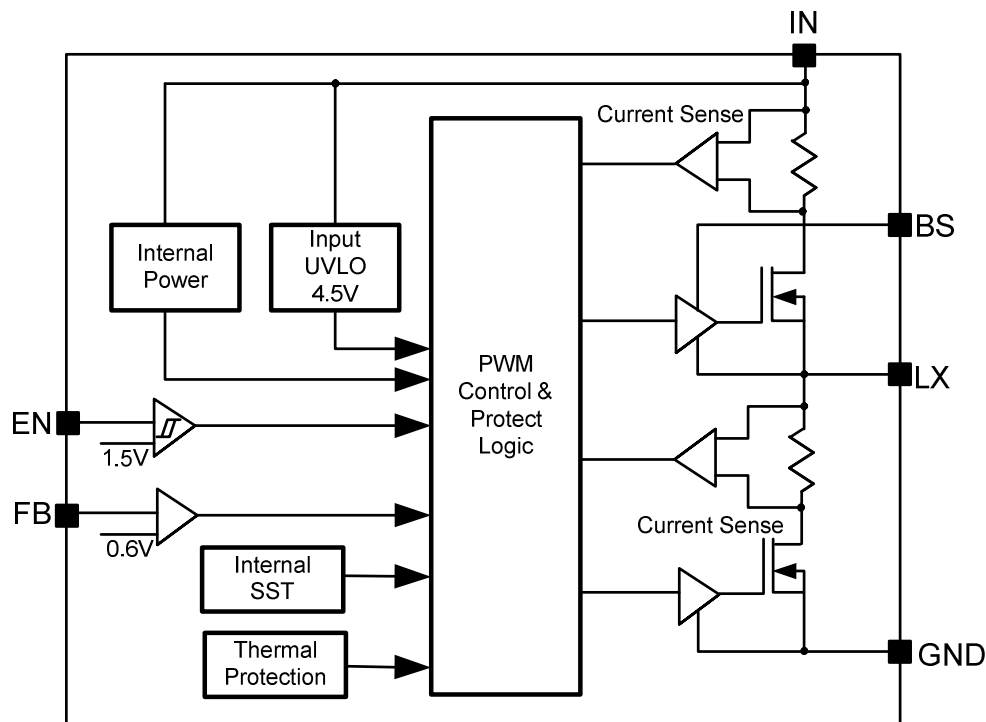 IN
Current Sense
BS
Internal
Power
Input
UVLO
4.5V
PWM
Control &
Protect
Logic
LX
EN
1.5V
FB
0.6V
Current Sense
Internal
SST
Thermal
Protection
GND